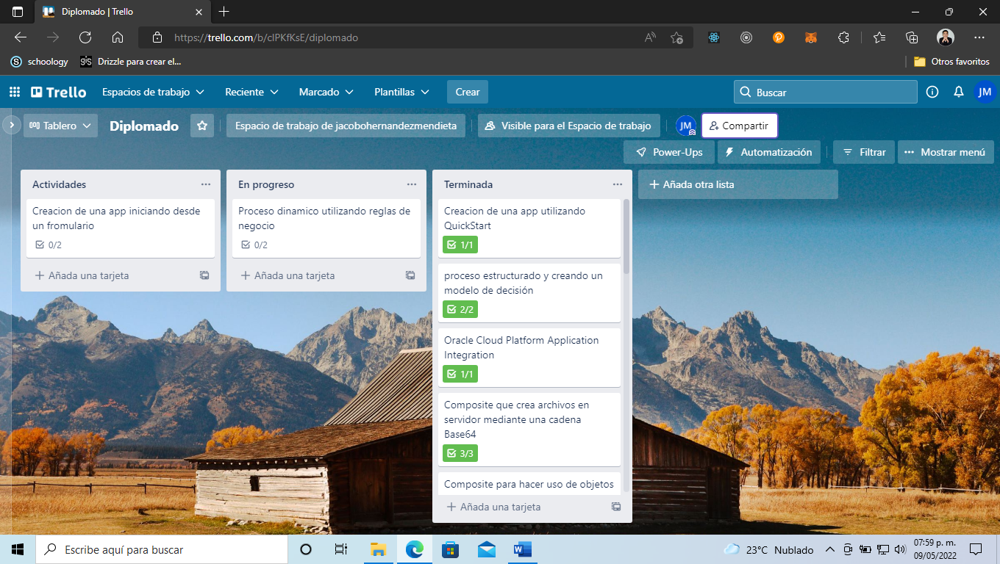 Diplomado | Trello
https://trello.com/b/cIPKfKsE/diplomado
schoology
gis
Drizzle para crear el...
Otros favoritos
Trello
Espacios de trabajo
Reciente
Marcado
Plantillas
Crear
Buscar
JM
Tablero
Diplomado
Espacio de trabajo de jacobohernandezmendieta
Visible para el Espacio de trabajo
JM
Compartir
Power-Ups
Automatización
Filtrar
Mostrar menú
Actividades
Creacion de una app iniciando desde
un fromulario
0/2
Añada una tarjeta
En progreso
Proceso dinamico utilizando reglas de
negocio
0/2
Añada una tarjeta
Terminada
Creacion de una app utilizando
QuickStart
1/1
proceso estructurado y creando un
modelo de decisión
2/2
Oracle Cloud Platform Application
Integration
1/1
Composite que crea archivos en
servidor mediante una cadena
Base64
3/3
Composite para hacer uso de objetos
Añada una tarjeta
Añada otra lista
Escribe aquí para buscar
23°C Nublado
07:59 p. m.
09/05/2022